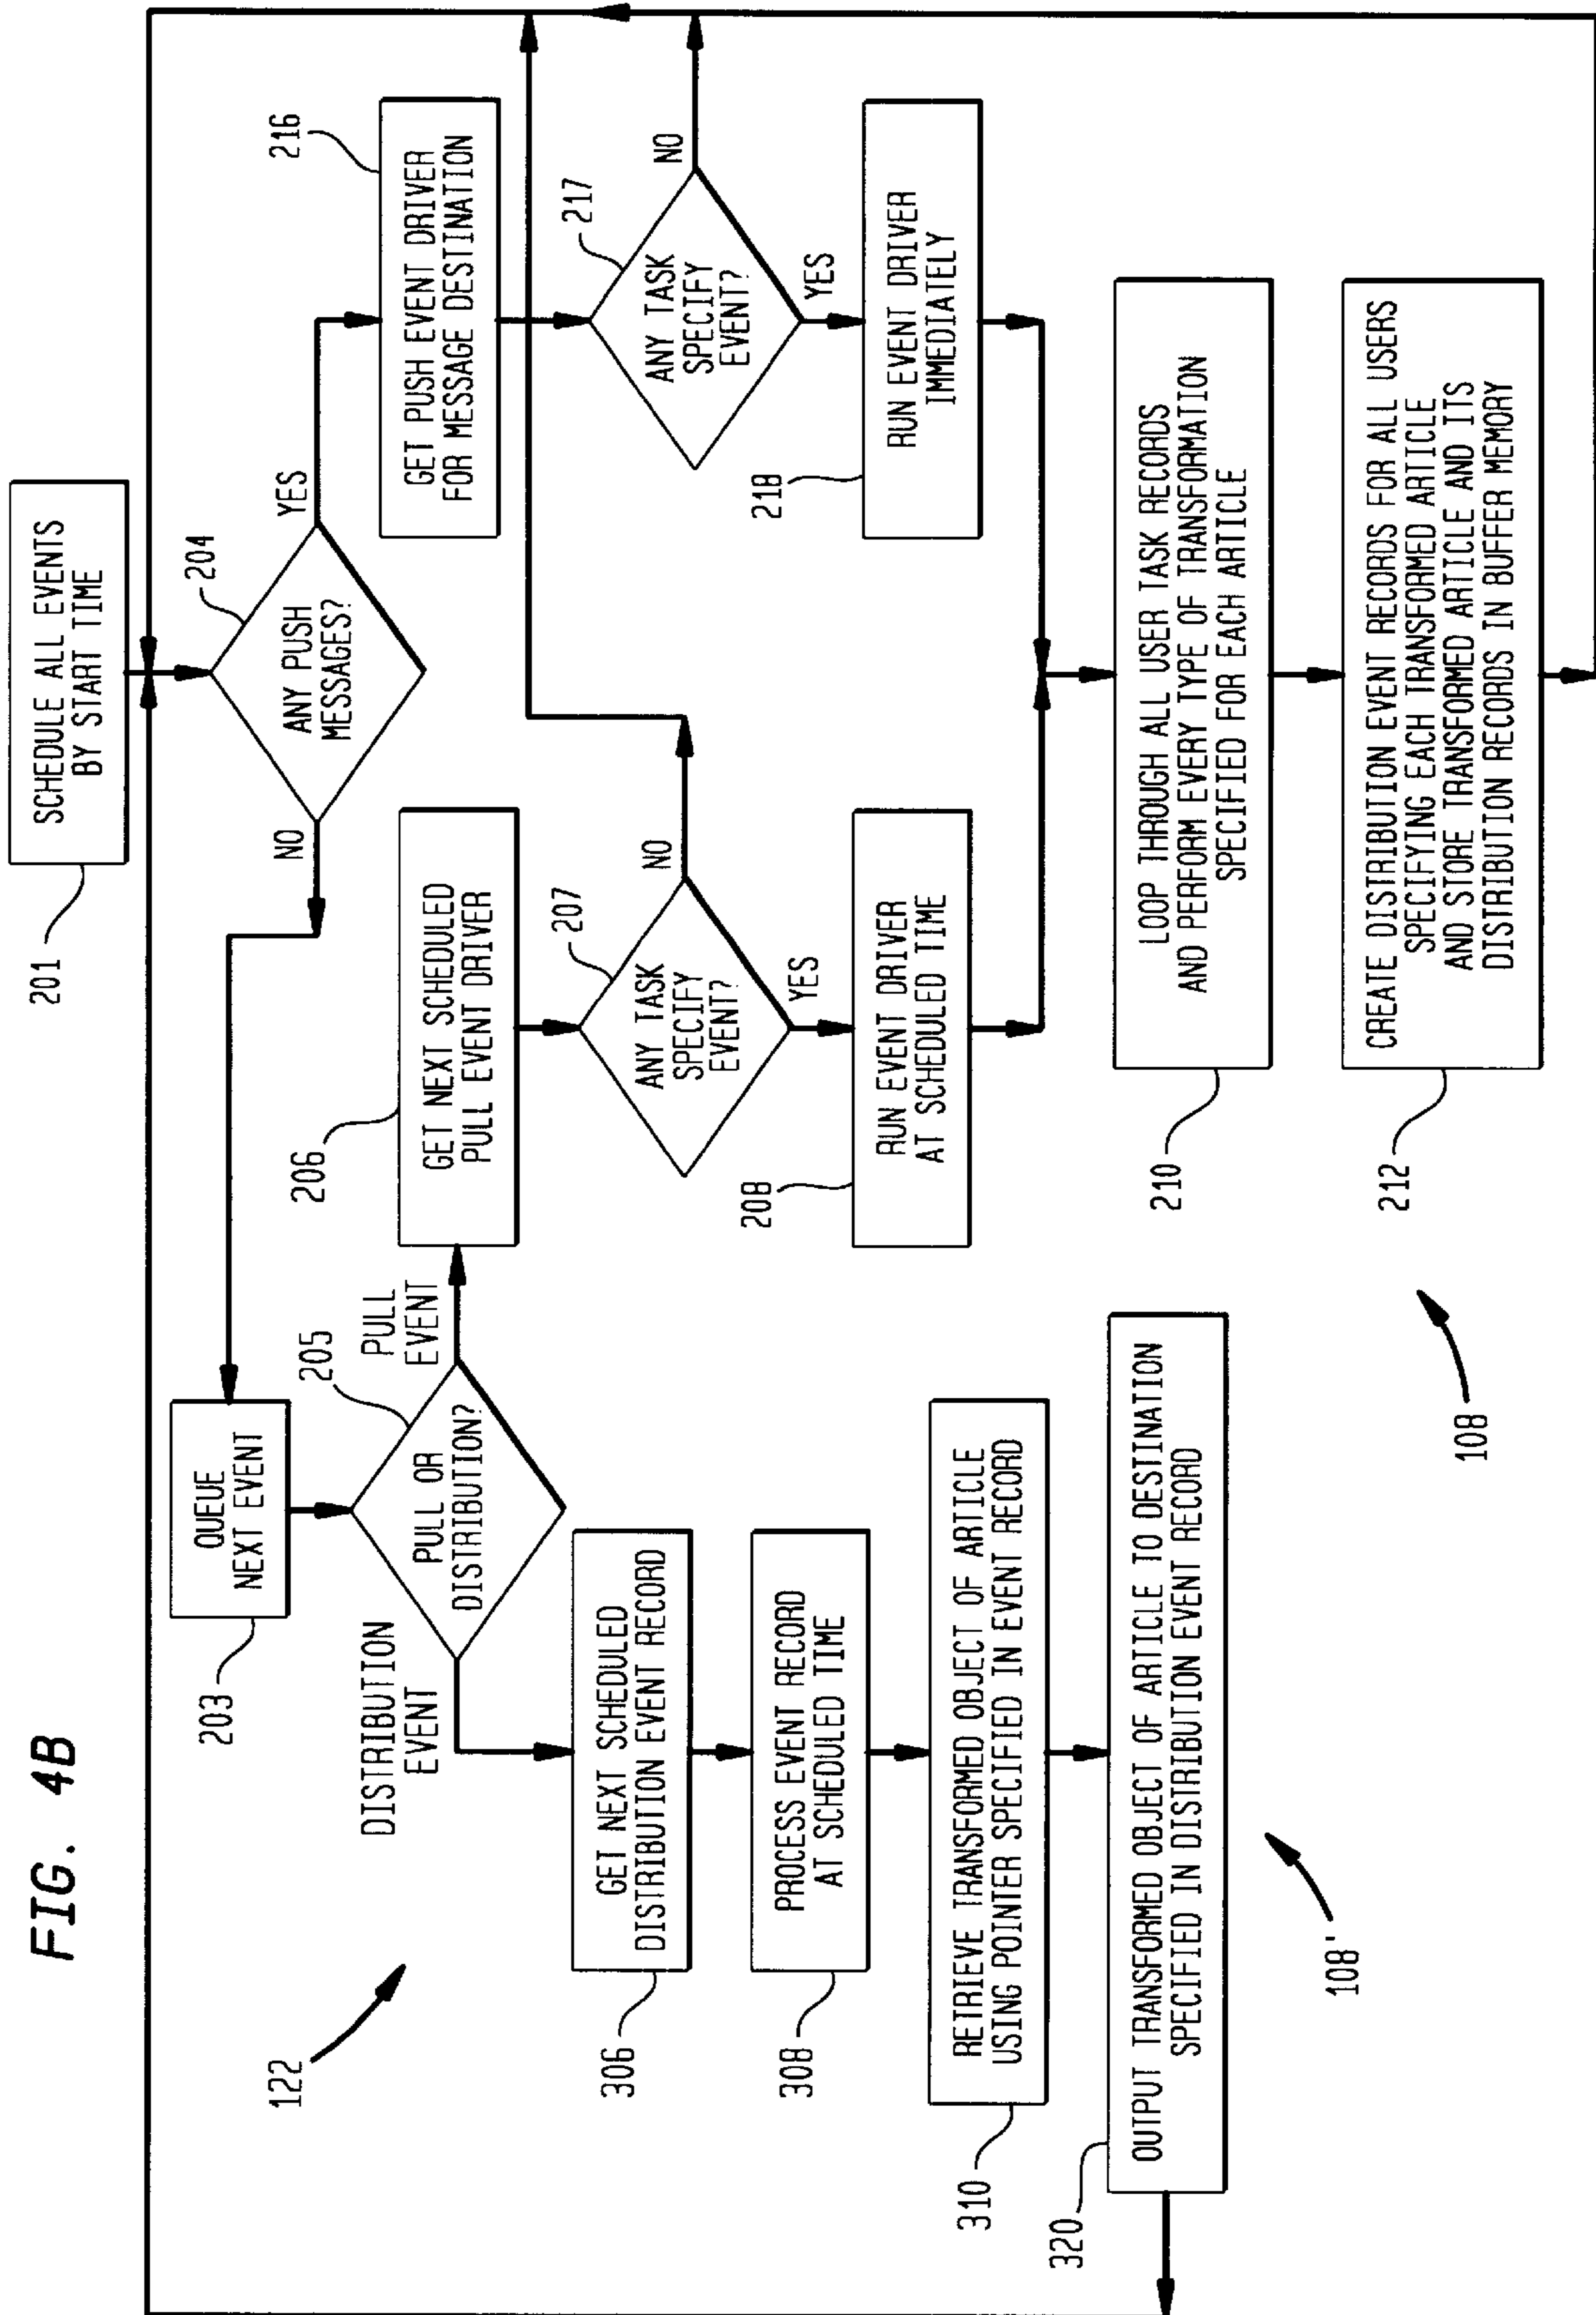 FIG. 4B
201
SCHEDULE ALL EVENTS
BY START TIME
204
ANY PUSH
MESSAGES?
NO
YES
203
QUEUE
NEXT EVENT
205
PULL OR
DISTRIBUTION?
DISTRIBUTION
EVENT
PULL
EVENT
122
206
GET NEXT SCHEDULED
PULL EVENT DRIVER
216
GET PUSH EVENT DRIVER
FOR MESSAGE DESTINATION
306
GET NEXT SCHEDULED
DISTRIBUTION EVENT RECORD
207
ANY TASK
SPECIFY
EVENT?
NO
YES
217
ANY TASK
SPECIFY
EVENT?
NO
YES
308
PROCESS EVENT RECORD
AT SCHEDULED TIME
208
RUN EVENT DRIVER
AT SCHEDULED TIME
218
RUN EVENT DRIVER
IMMEDIATELY
310
RETRIEVE TRANSFORMED OBJECT OF ARTICLE
USING POINTER SPECIFIED IN EVENT RECORD
320
OUTPUT TRANSFORMED OBJECT OF ARTICLE TO DESTINATION
SPECIFIED IN DISTRIBUTION EVENT RECORD
210
LOOP THROUGH ALL USER TASK RECORDS
AND PERFORM EVERY TYPE OF TRANSFORMATION
SPECIFIED FOR EACH ARTICLE
212
CREATE DISTRIBUTION EVENT RECORDS FOR ALL USERS
SPECIFYING EACH TRANSFORMED ARTICLE
AND STORE TRANSFORMED ARTICLE AND ITS
DISTRIBUTION RECORDS IN BUFFER MEMORY
108'
108